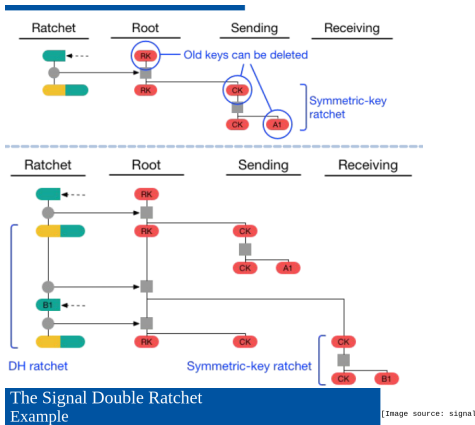 Ratchet Root Sending Receiving
RK Old keys can be deleted
RK CK
Symmetric-key
ratchet
CK A1
Ratchet Root Sending Receiving
RK
RK CK
CK A1
B1
RK CK CK
DH ratchet Symmetric-key ratchet
CK B1
The Signal Double Ratchet
Example
[Image source: signal